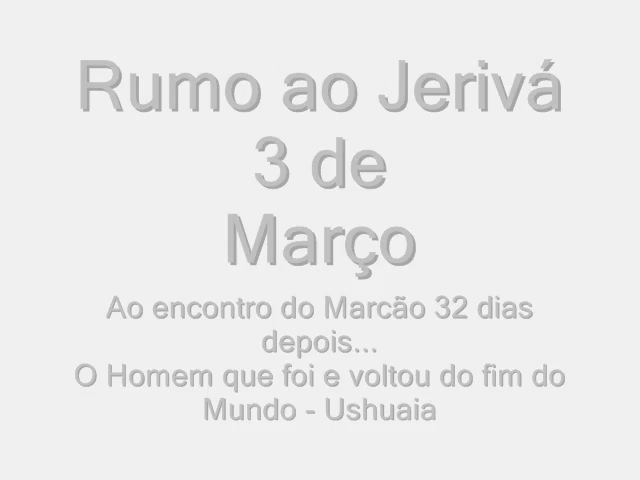 Rumo ao Jerivá
3 de
Março
Ao encontro do Marcão 32 dias
depois...
O Homem que foi e voltou do fim do
Mundo - Ushuaia